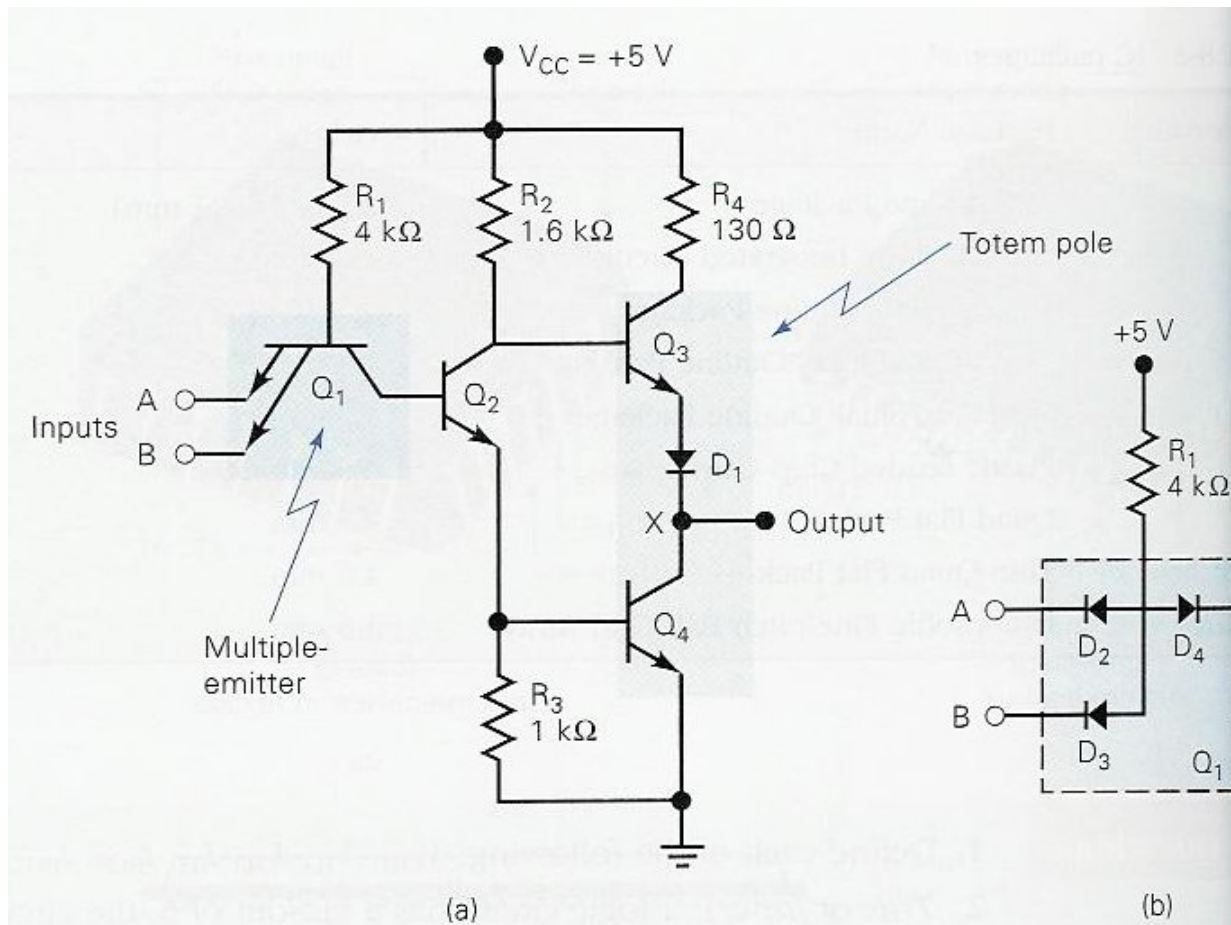 V_CC = +5 V
R₁
4 kΩ
R₂
1.6 kΩ
R₄
130 Ω
Totem pole
Q₃
+5 V
A
Q₁
Q₂
Inputs
B
D₁
R₁
4 kΩ
X
Output
Multiple-
emitter
Q₄
A
D₂
D₄
R₃
1 kΩ
B
D₃
Q₁
(a)
(b)